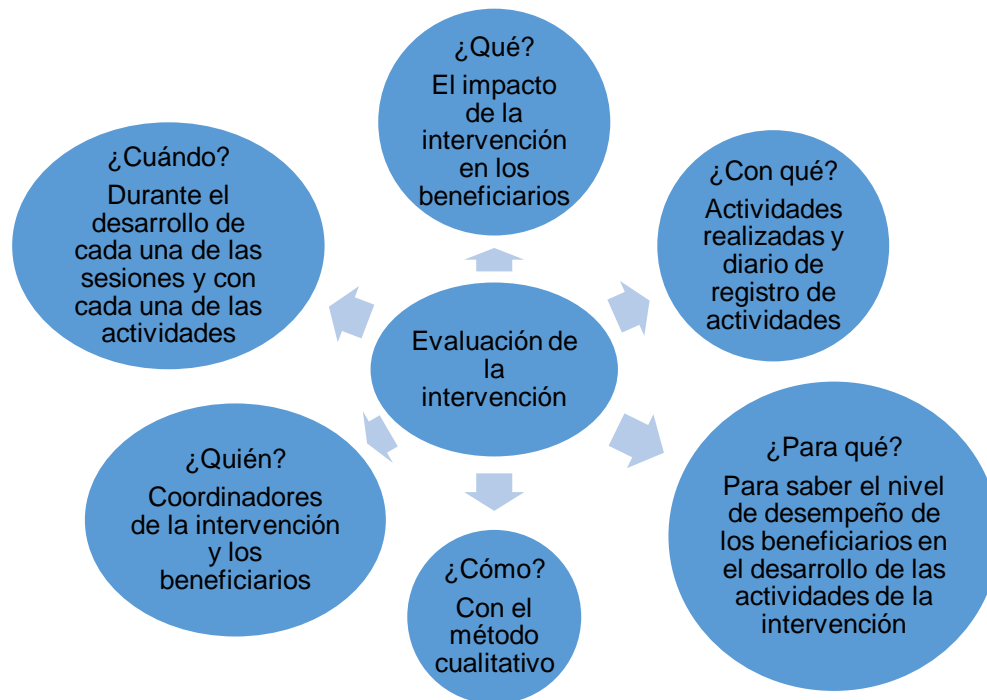 ¿Qué?
El impacto
de la
intervención
en los
beneficiarios
¿Con qué?
Actividades
realizadas y
diario de
registro de
actividades
¿Para qué?
Para saber el nivel
de desempeño de
los beneficiarios en
el desarrollo de las
actividades de la
intervención
¿Cómo?
Con el
método
cualitativo
¿Quién?
Coordinadores
de la intervención
y los
beneficiarios
¿Cuándo?
Durante el
desarrollo de
cada una de las
sesiones y con
cada una de las
actividades
Evaluación de
la
intervención